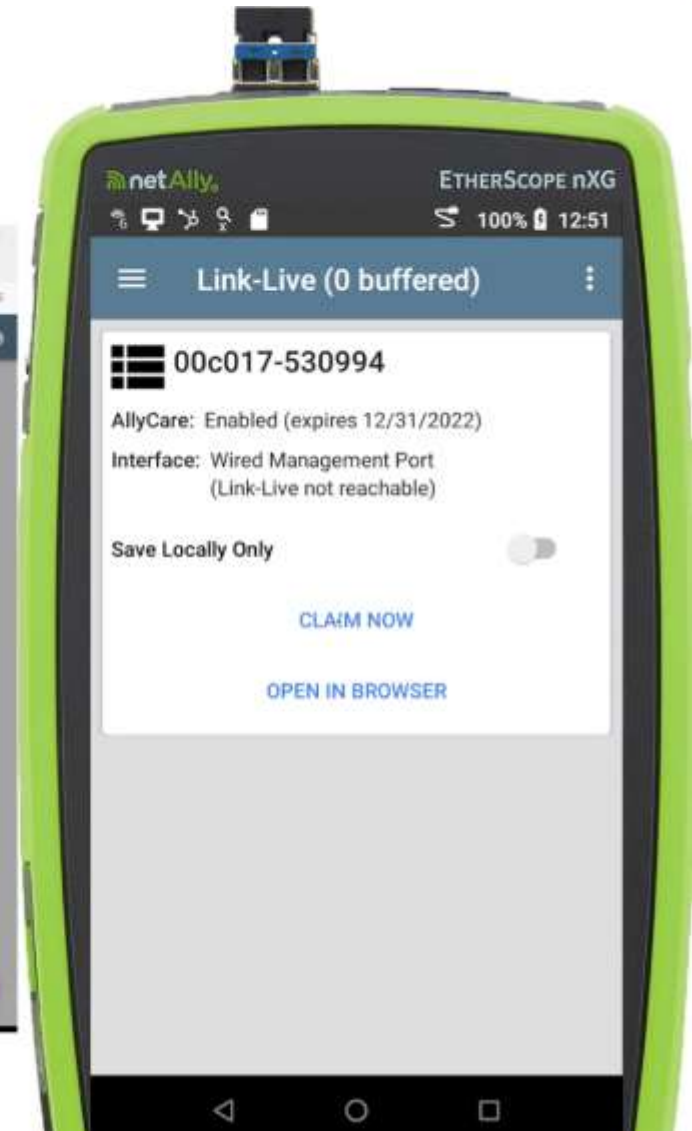 netAlly
ETHERSCOPE nXG
100% 12:51
Link-Live (0 buffered)
00c017-530994
AllyCare: Enabled (expires 12/31/2022)
Interface: Wired Management Port
(Link-Live not reachable)
Save Locally Only
CLAIM NOW
OPEN IN BROWSER